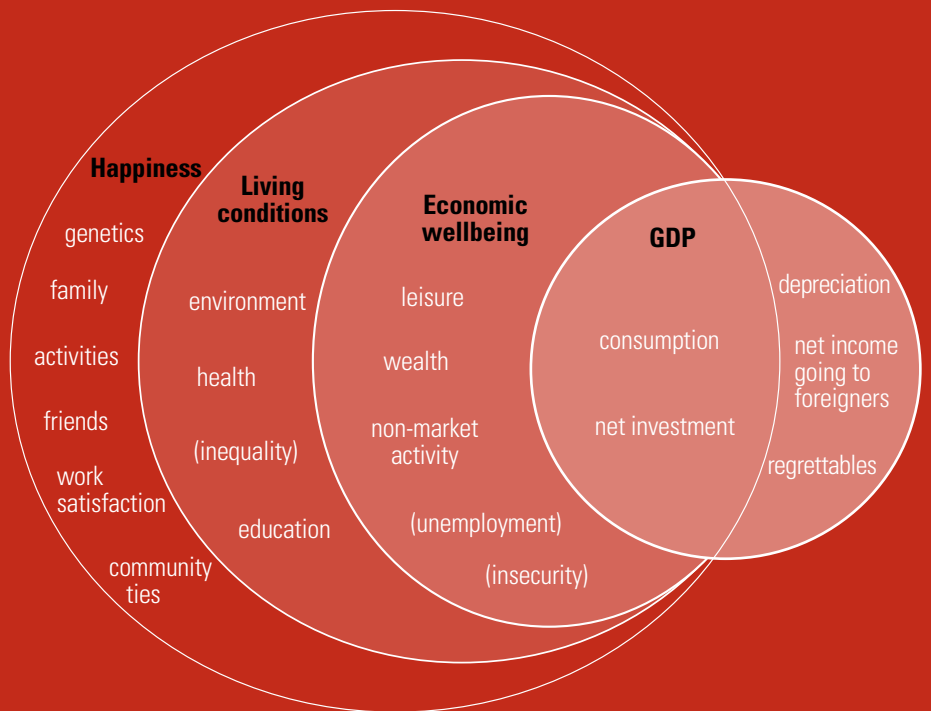 Happiness
genetics
family
activities
friends
work
satisfaction
community
ties
Living
conditions
environment
health
(inequality)
education
Economic
wellbeing
leisure
wealth
non-market
activity
(unemployment)
(insecurity)
GDP
consumption
net investment
depreciation
net income
going to
foreigners
regrettables